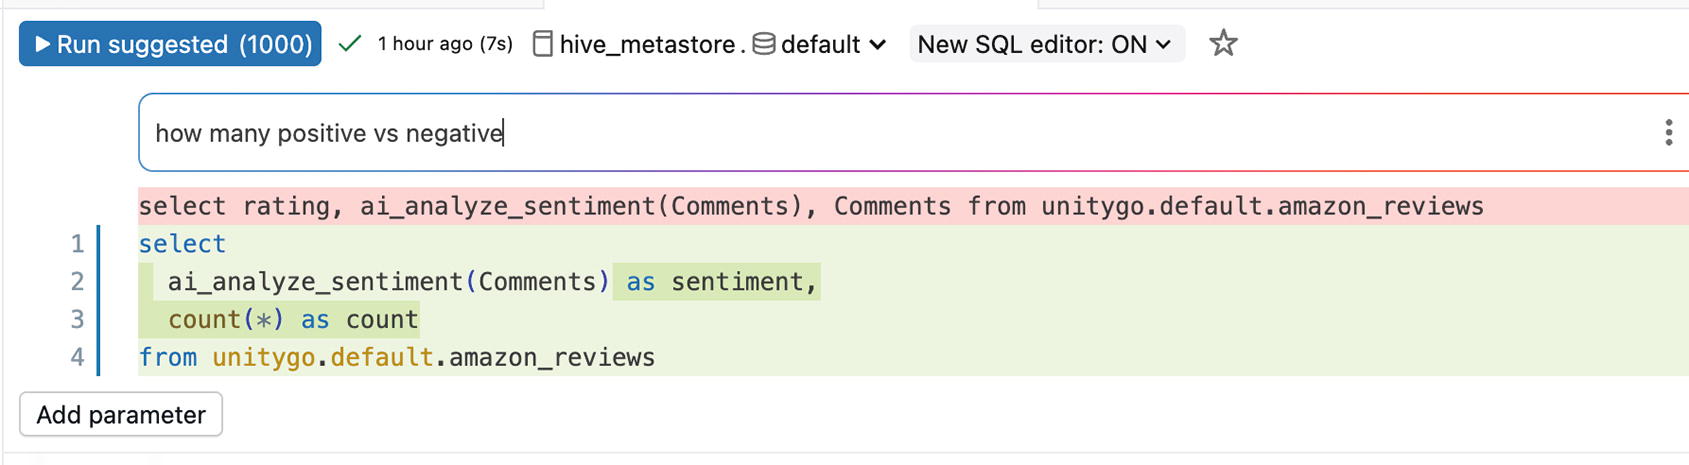 Run suggested (1000) 1 hour ago (7s) hive_metastore . default New SQL editor: ON
how many positive vs negative
select rating, ai_analyze_sentiment(Comments), Comments from unitygo.default.amazon_reviews
1 select
2 ai_analyze_sentiment(Comments) as sentiment,
3 count(*) as count
4 from unitygo.default.amazon_reviews
Add parameter